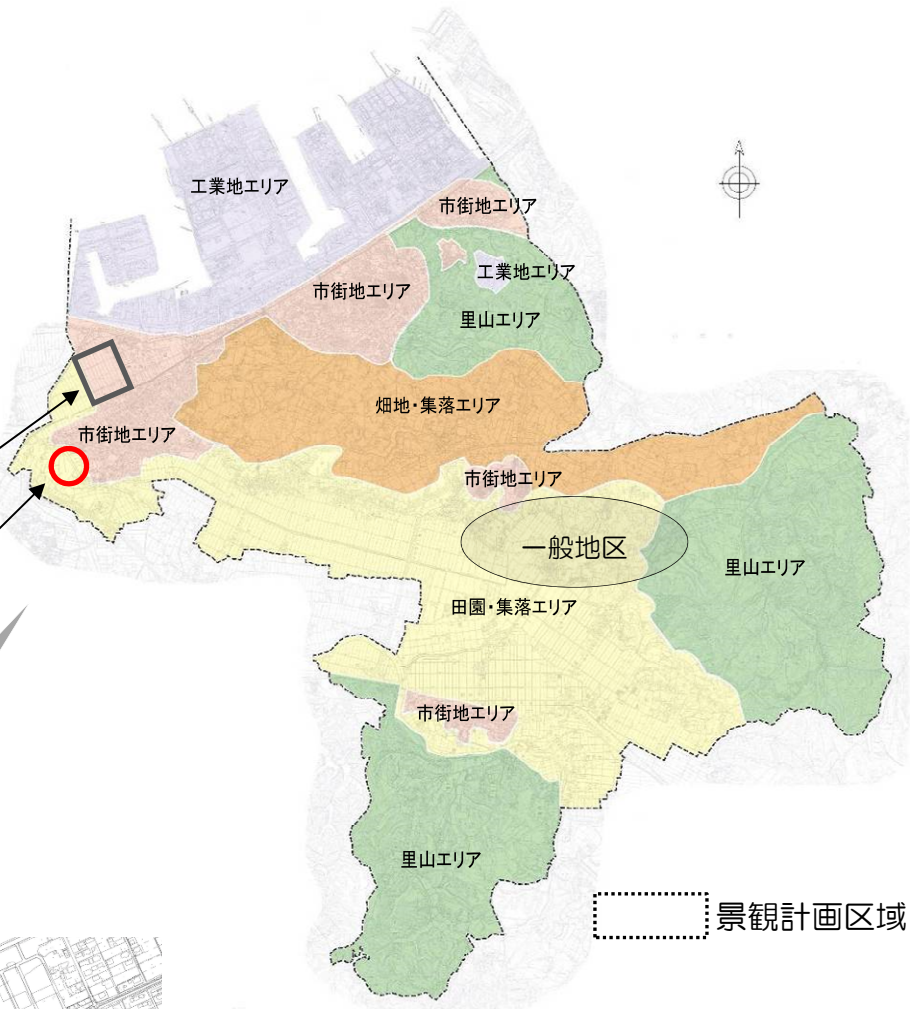 工業地エリア
市街地エリア
工業地エリア
市街地エリア
里山エリア
畑地・集落エリア
市街地エリア
市街地エリア
一般地区
里山エリア
田園・集落エリア
市街地エリア
里山エリア
景観計画区域